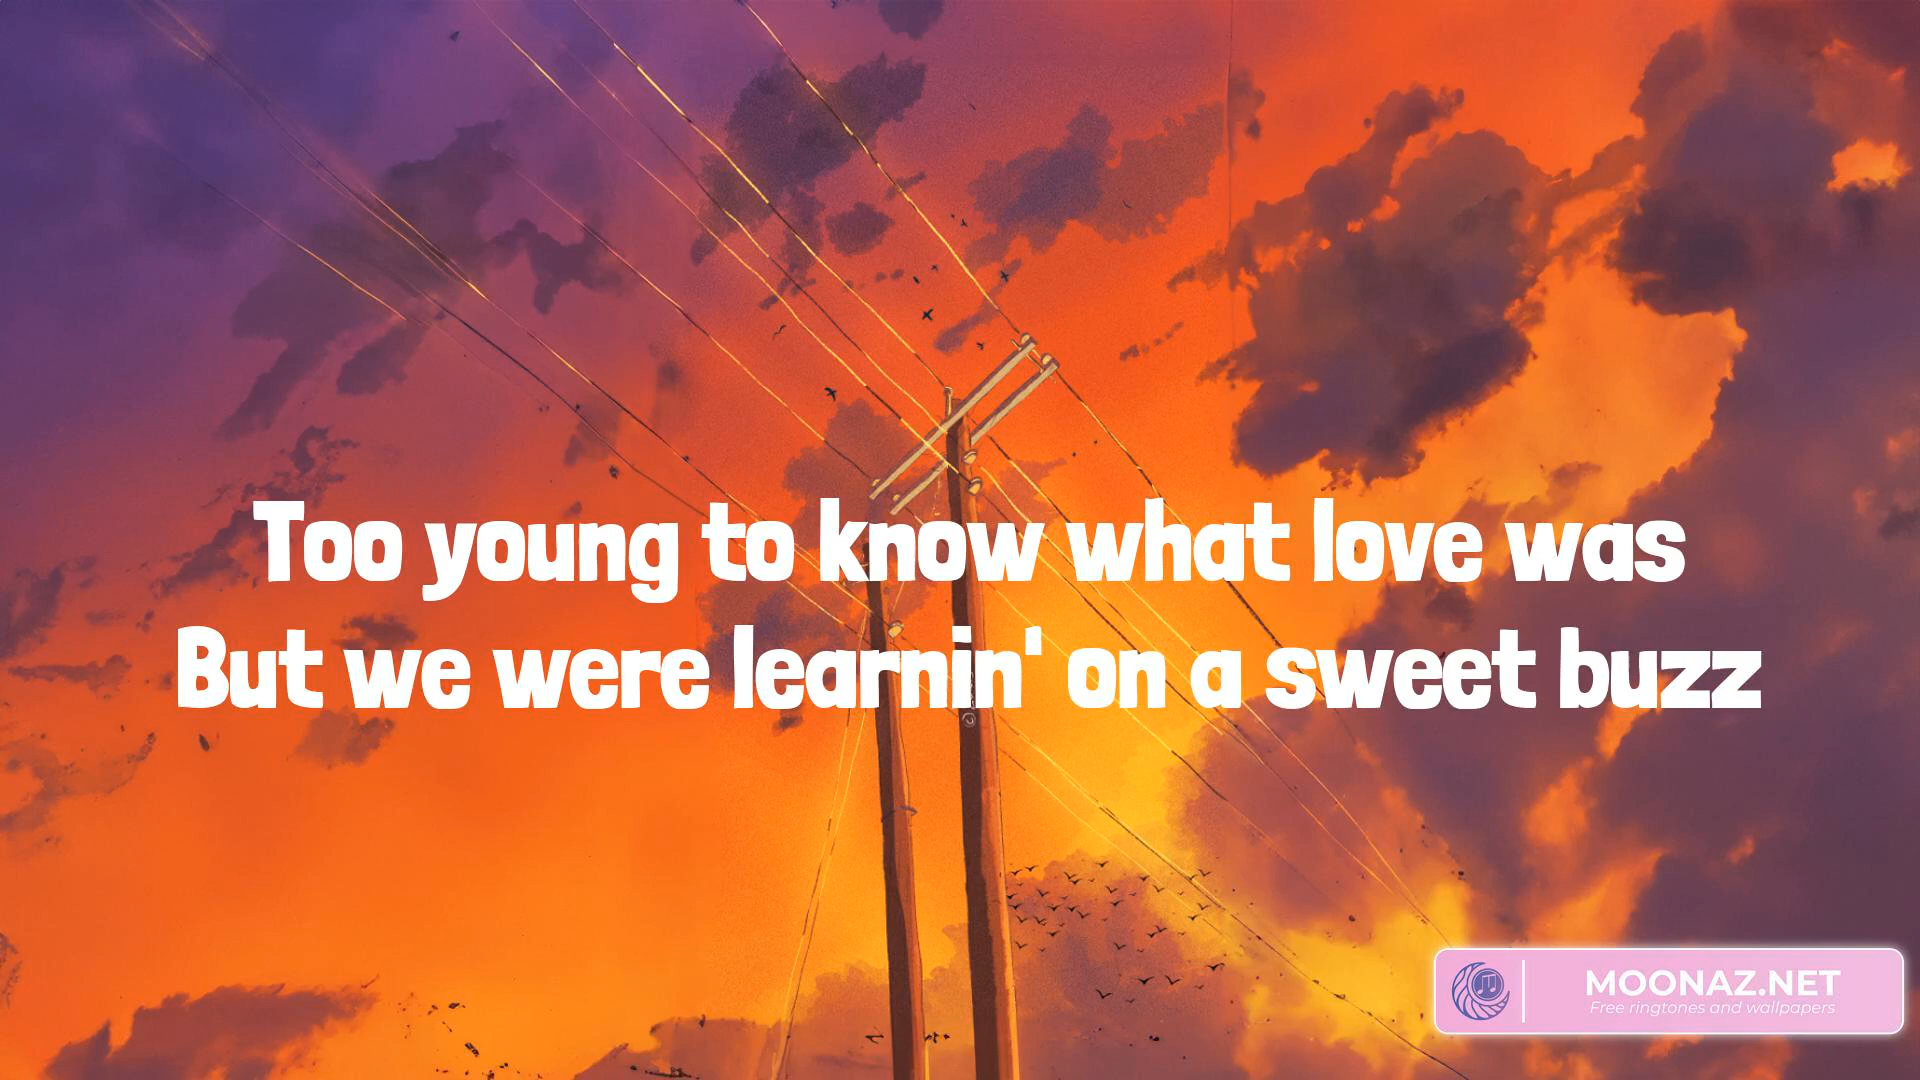 Too young to know what love was
But we were learnin' on a sweet buzz
MOONAZ.NET
Free ringtones and wallpapers